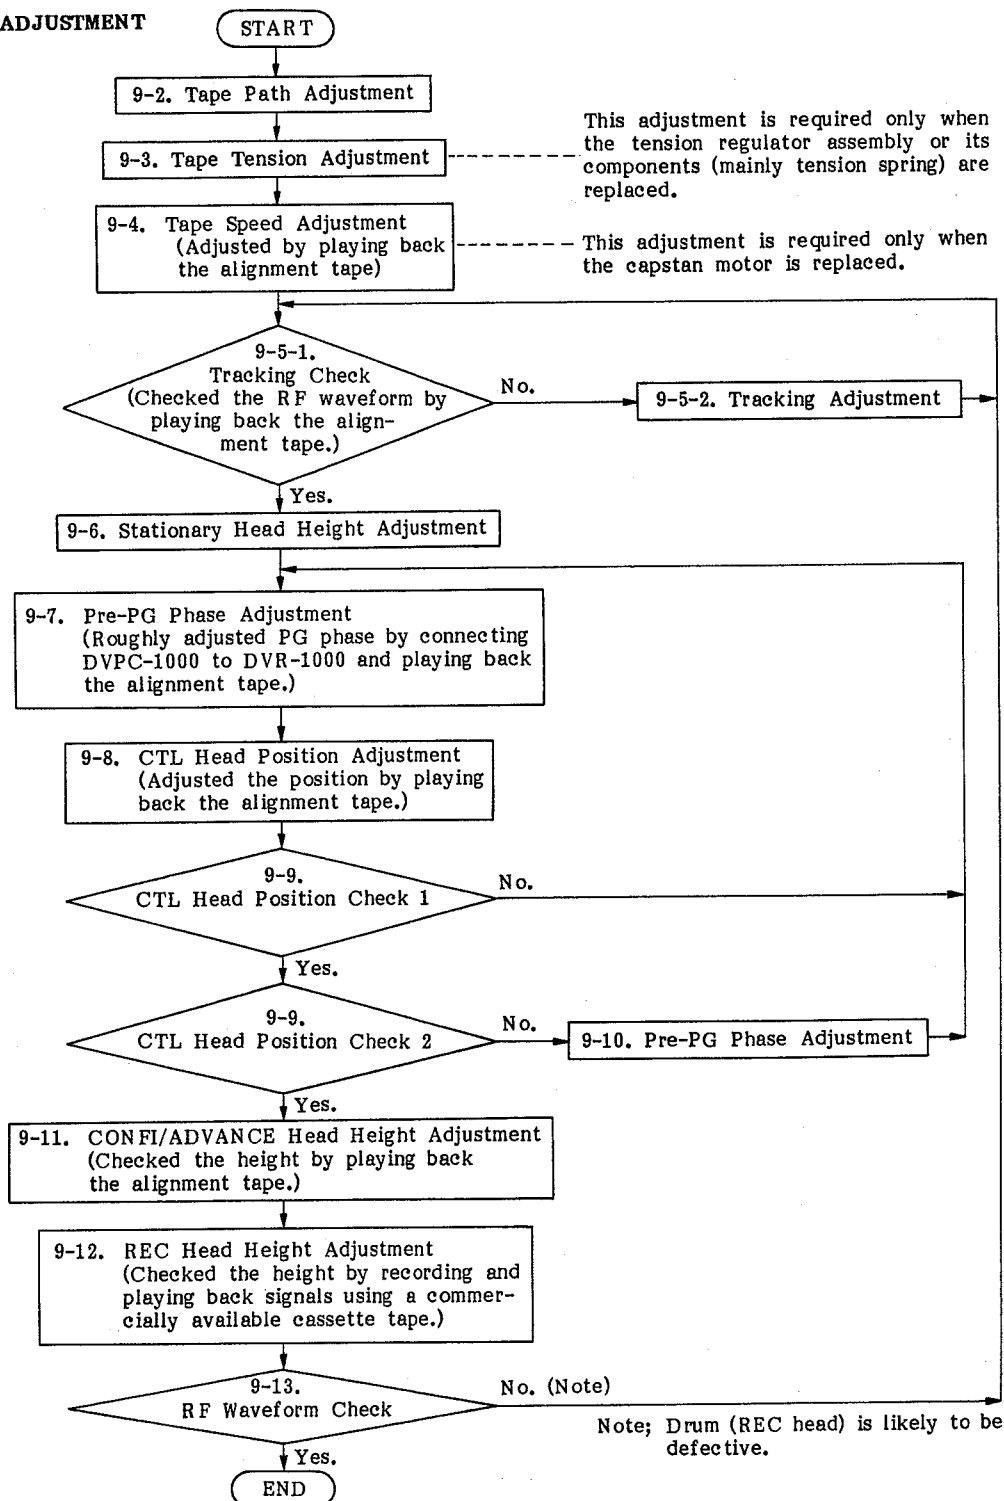 ADJUSTMENT
START
9-2. Tape Path Adjustment
9-3. Tape Tension Adjustment
This adjustment is required only when
the tension regulator assembly or its
components (mainly tension spring) are
replaced.
9-4. Tape Speed Adjustment
(Adjusted by playing back
the alignment tape)
This adjustment is required only when
the capstan motor is replaced.
9-5-1.
Tracking Check
(Checked the RF waveform by
playing back the align-
ment tape.)
No.
9-5-2. Tracking Adjustment
Yes.
9-6. Stationary Head Height Adjustment
9-7. Pre-PG Phase Adjustment
(Roughly adjusted PG phase by connecting
DVPC-1000 to DVR-1000 and playing back
the alignment tape.)
9-8. CTL Head Position Adjustment
(Adjusted the position by playing
back the alignment tape.)
9-9.
CTL Head Position Check 1
No.
Yes.
9-9.
CTL Head Position Check 2
No.
9-10. Pre-PG Phase Adjustment
Yes.
9-11. CONFI/ADVANCE Head Height Adjustment
(Checked the height by playing back
the alignment tape.)
9-12. REC Head Height Adjustment
(Checked the height by recording and
playing back signals using a commer-
cially available cassette tape.)
9-13.
RF Waveform Check
No. (Note)
Note; Drum (REC head) is likely to be
defective.
Yes.
END